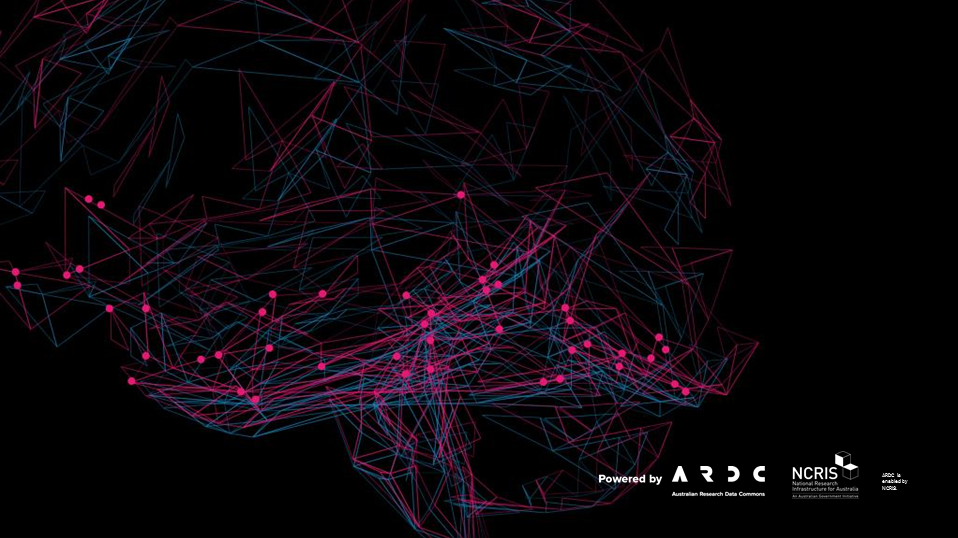 Powered by
ARDC
Australian Research Data Commons
NCRIS
National Research
Infrastructure for Australia
An Australian Government Initiative
ARDC is
enabled by
NCRIS.